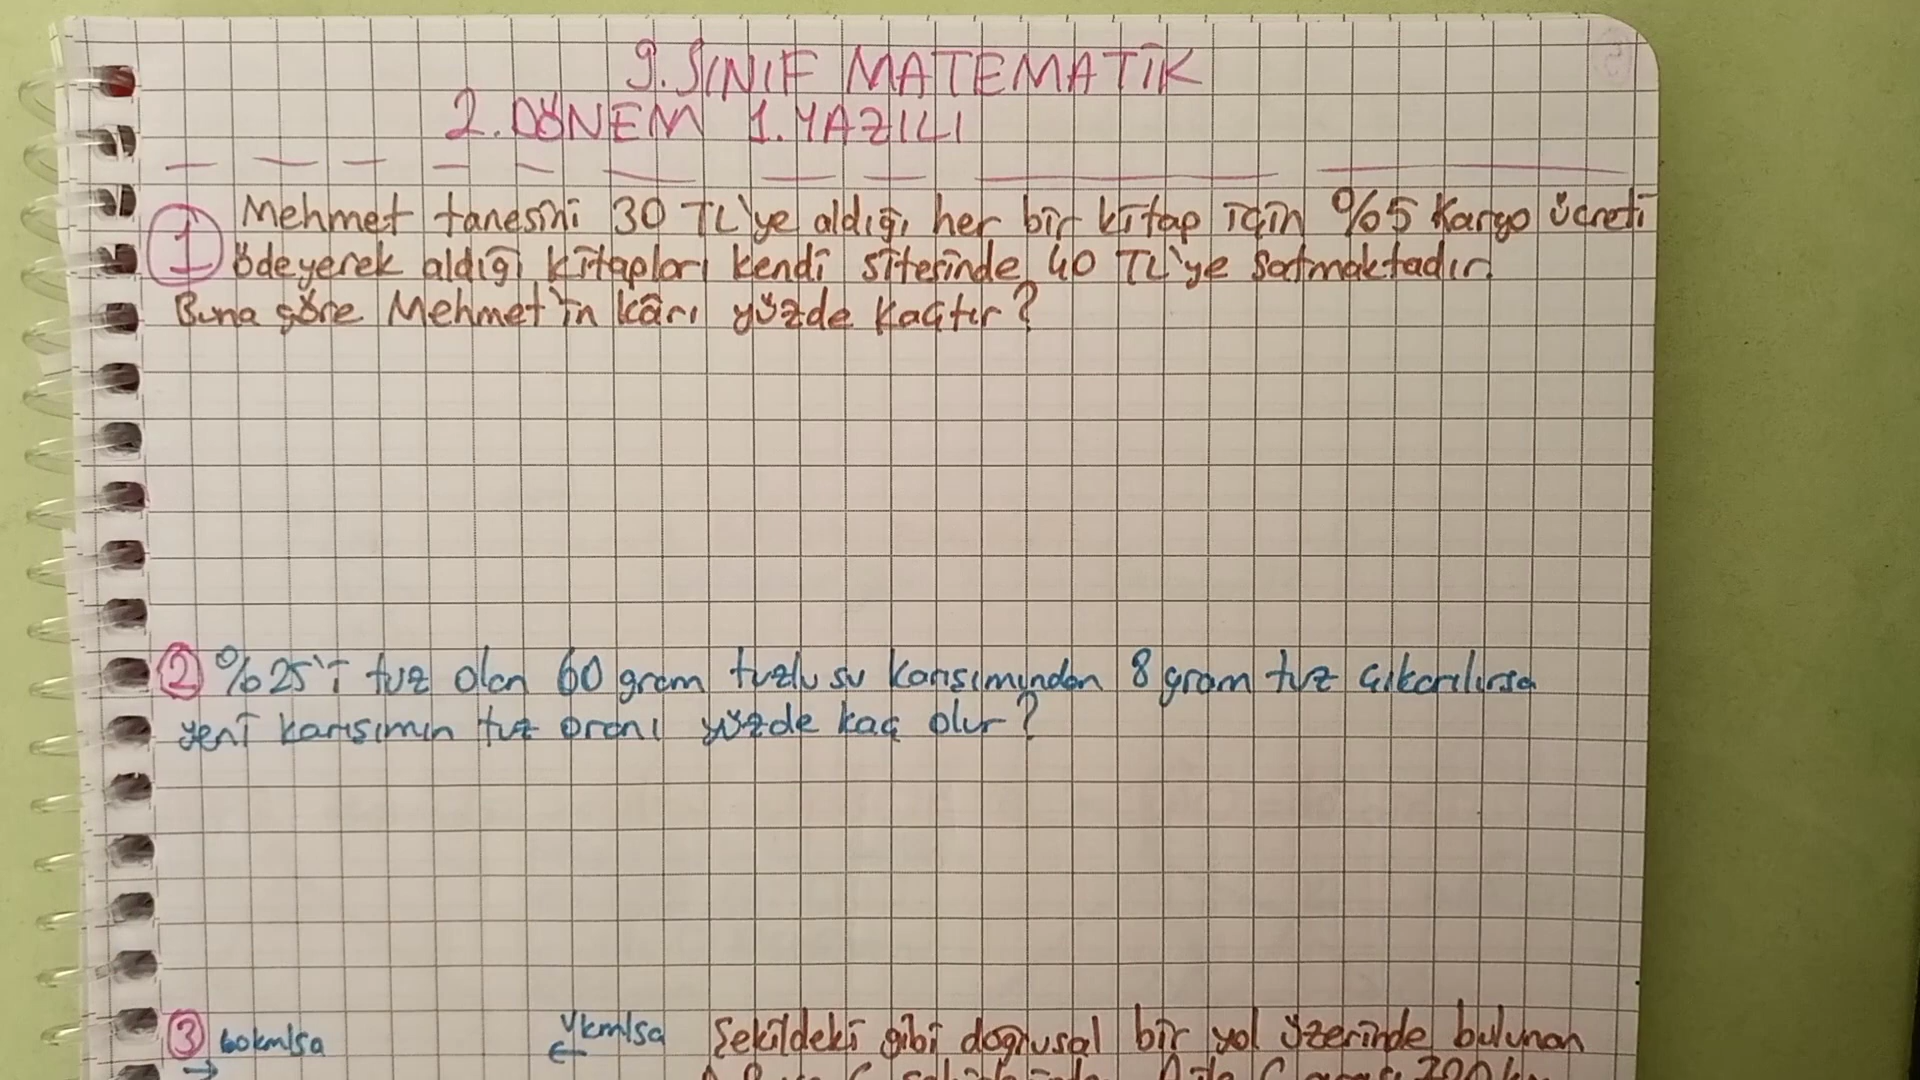 9. SINIF MATEMATİK
2. DÖNEM 1. YAZILI
1 Mehmet tanesini 30 TL'ye aldığı her bir kitap için %5 Kargo ücreti
ödeyerek aldığı kitapları kendi sitesinde 40 TL'ye Satmaktadır.
Buna göre Mehmet'in kârı yüzde Kaçtır?
2 %25'i tuz olan 60 gram tuzlu su karışımından 8 gram tuz çıkarılırsa
yeni karışımın tuz oranı yüzde kaç olur?
3 60km/sa Vkm/sa Şekildeki gibi doğrusal bir yol üzerinde bulunan